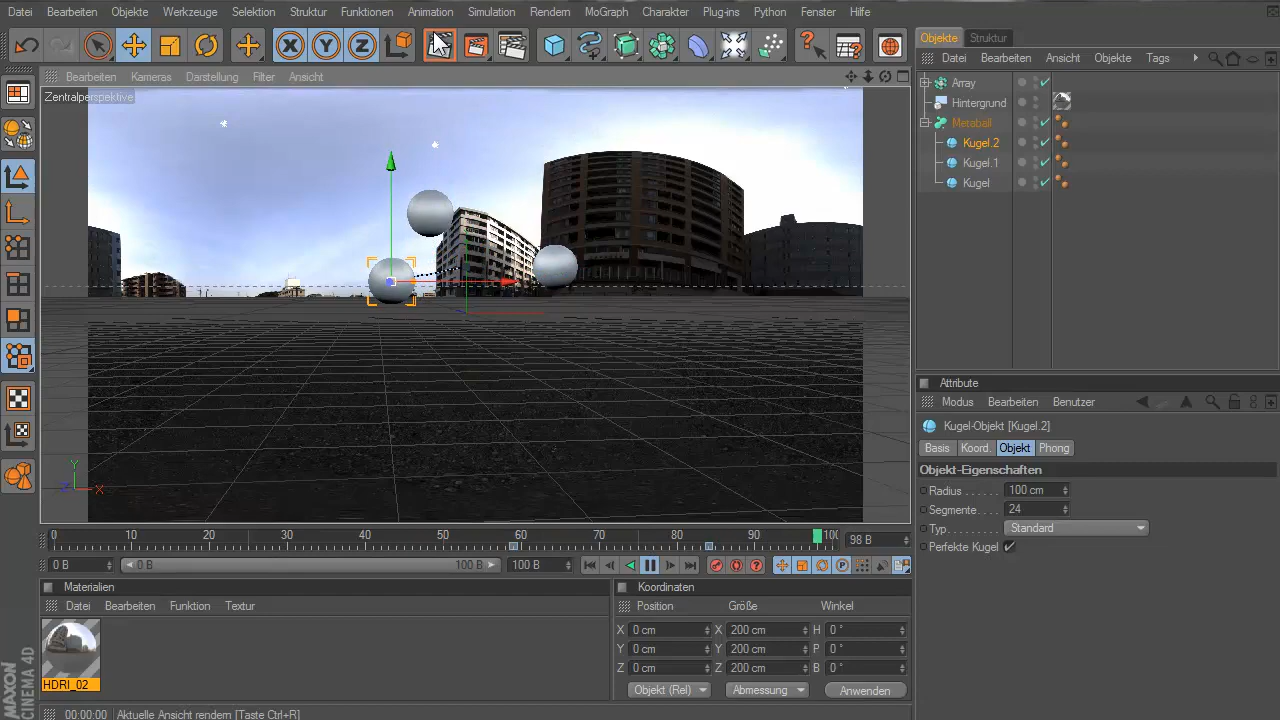 Datei Bearbeiten Objekte Werkzeuge Selektion Struktur Funktionen Animation Simulation Rendern MoGraph Charakter Plug-ins Python Fenster Hilfe
X Y Z
Objekte Struktur
Datei Bearbeiten Ansicht Objekte Tags
Bearbeiten Kameras Darstellung Filter Ansicht
Zentralperspektive
Array
Hintergrund
Metaball
Kugel.2
Kugel.1
Kugel
Attribute
Modus Bearbeiten Benutzer
Kugel-Objekt [Kugel.2]
Basis Koord. Objekt Phong
Objekt-Eigenschaften
Radius . . . . . 100 cm
Segmente . . . 24
Typ. . . . . . . . Standard
Perfekte Kugel
Y
Z X
0 10 20 30 40 50 60 70 80 90 100 98 B
0 B 0 B 100 B 100 B P
Materialien
Datei Bearbeiten Funktion Textur
HDRI_02
Koordinaten
Position Größe Winkel
X 0 cm X 200 cm H 0 °
Y 0 cm Y 200 cm P 0 °
Z 0 cm Z 200 cm B 0 °
Objekt (Rel) Abmessung Anwenden
MAXON
CINEMA 4D
00:00:00 Aktuelle Ansicht rendern [Taste Ctrl+R]